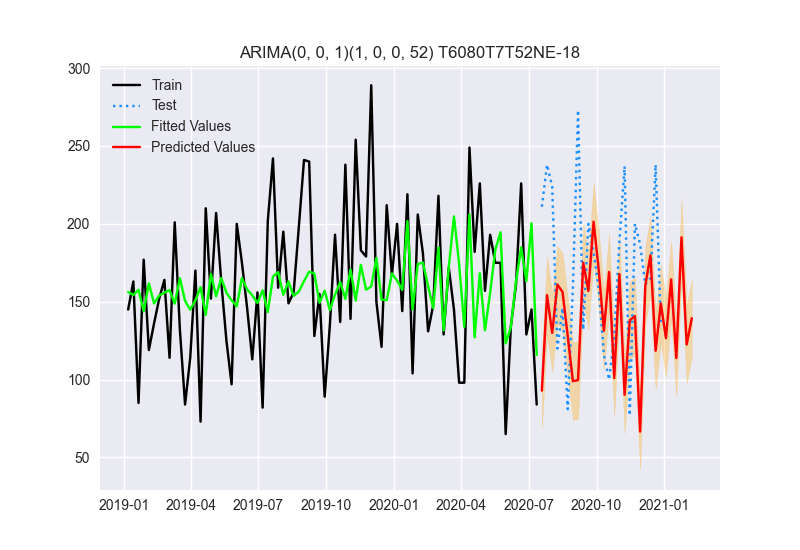 ARIMA(0, 0, 1)(1, 0, 0, 52) T6080T7T52NE-18
Train
Test
Fitted Values
Predicted Values
300
250
200
150
100
50
2019-01 2019-04 2019-07 2019-10 2020-01 2020-04 2020-07 2020-10 2021-01